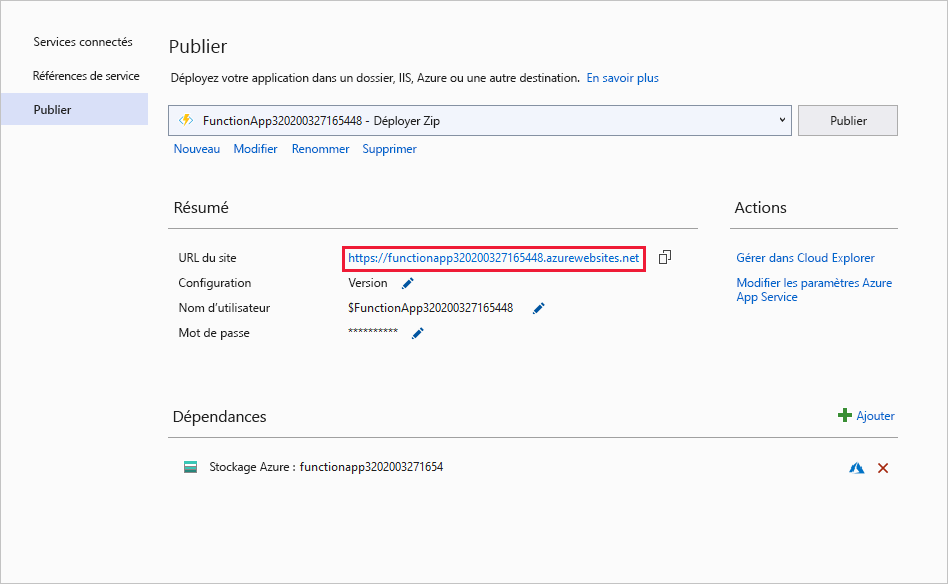 Services connectés
Références de service
Publier
Publier
Déployez votre application dans un dossier, IIS, Azure ou une autre destination. En savoir plus
FunctionApp320200327165448 - Déployer Zip
Publier
Nouveau Modifier Renommer Supprimer
Résumé
URL du site https://functionapp320200327165448.azurewebsites.net
Configuration Version
Nom d’utilisateur $FunctionApp320200327165448
Mot de passe **********
Actions
Gérer dans Cloud Explorer
Modifier les paramètres Azure
App Service
Dépendances
Ajouter
Stockage Azure : functionapp3202003271654